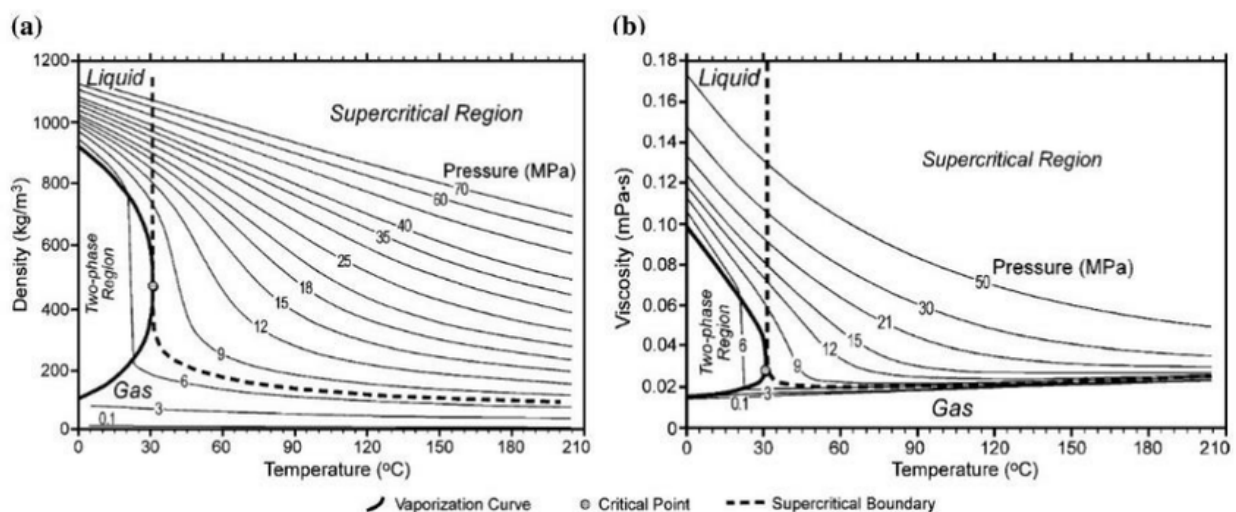 (a)
1200
1000
800
600
400
200
0
Density (kg/m³)
Liquid
Supercritical Region
Pressure (MPa)
70
60
40
35
25
18
15
12
9
6
3
0.1
Two-phase
Region
Gas
0 30 60 90 120 150 180 210
Temperature (ºC)
(b)
0.18
0.16
0.14
0.12
0.10
0.08
0.06
0.04
0.02
0
Viscosity (mPa·s)
Liquid
Supercritical Region
Pressure (MPa)
50
30
21
15
12
9
6
3
0.1
Two-phase
Region
Gas
0 30 60 90 120 150 180 210
Temperature (ºC)
Vaporization Curve Critical Point Supercritical Boundary